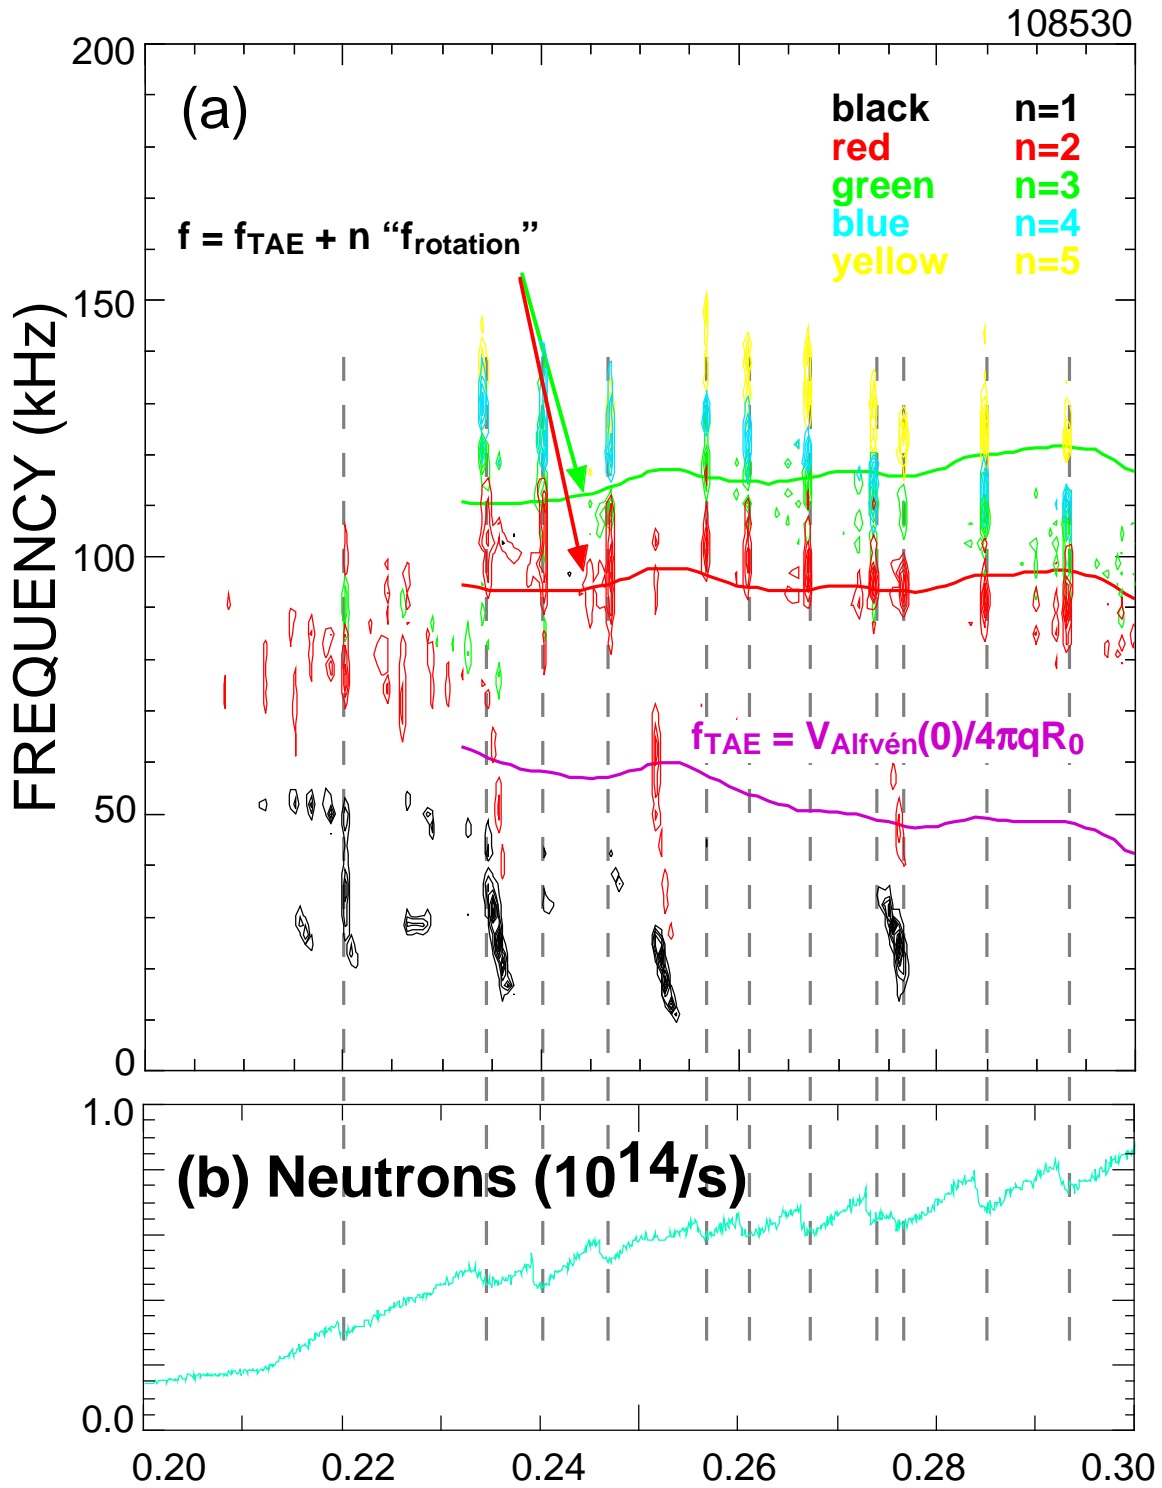 108530
200
(a)
black n=1
red n=2
green n=3
blue n=4
yellow n=5
f = fTAE + n “frotation”
150
FREQUENCY (kHz)
100
fTAE = VAlfvén(0)/4πqR0
50
0
1.0
(b) Neutrons (10^14/s)
0.0
0.20 0.22 0.24 0.26 0.28 0.30